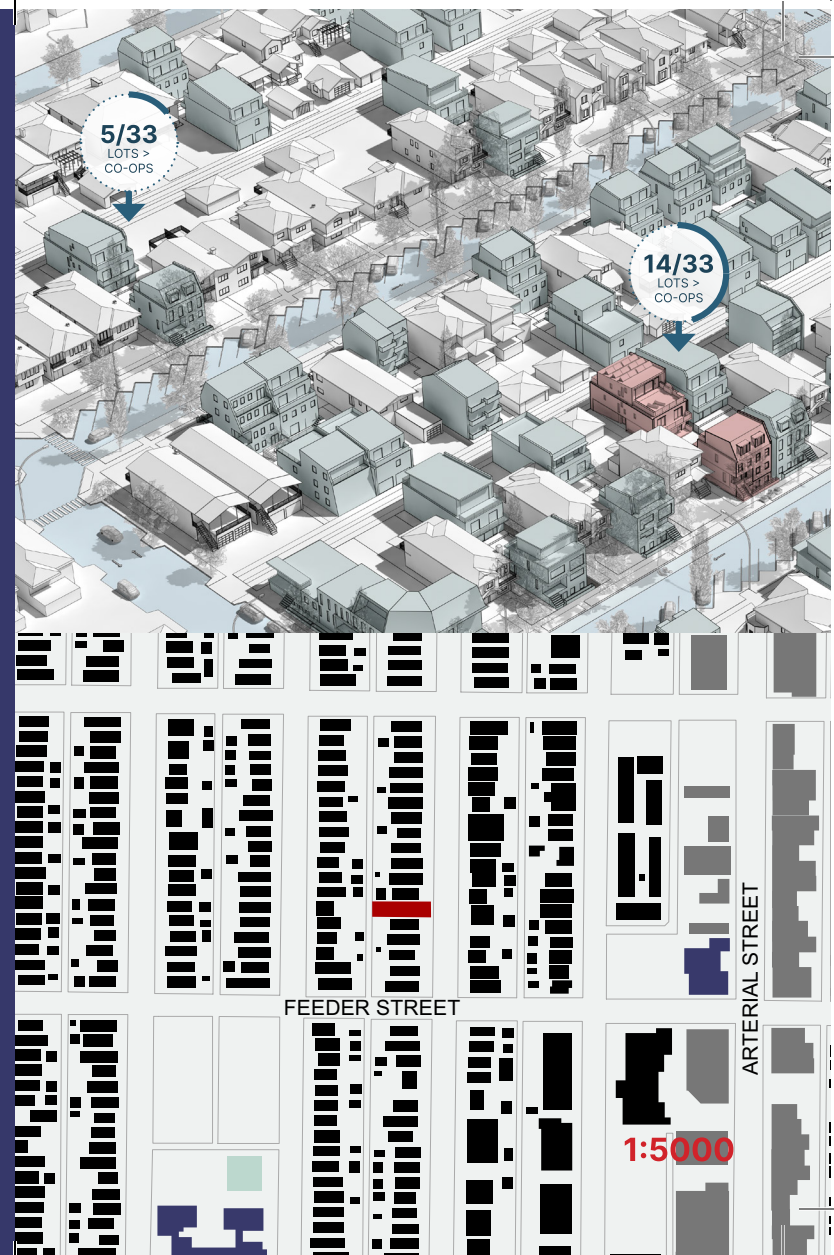 5/33
LOTS >
CO-OPS
14/33
LOTS >
CO-OPS
FEEDER STREET
ARTERIAL STREET
1:5000